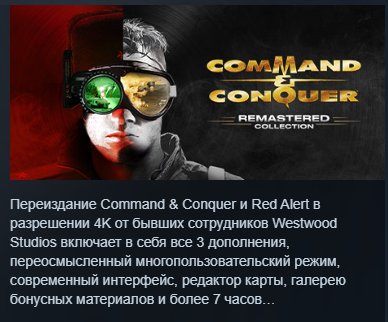 COMMAND
&
CONQUER
REMASTERED
COLLECTION
Переиздание Command & Conquer и Red Alert в
разрешении 4K от бывших сотрудников Westwood
Studios включает в себя все 3 дополнения,
переосмысленный многопользовательский режим,
современный интерфейс, редактор карты, галерею
бонусных материалов и более 7 часов…